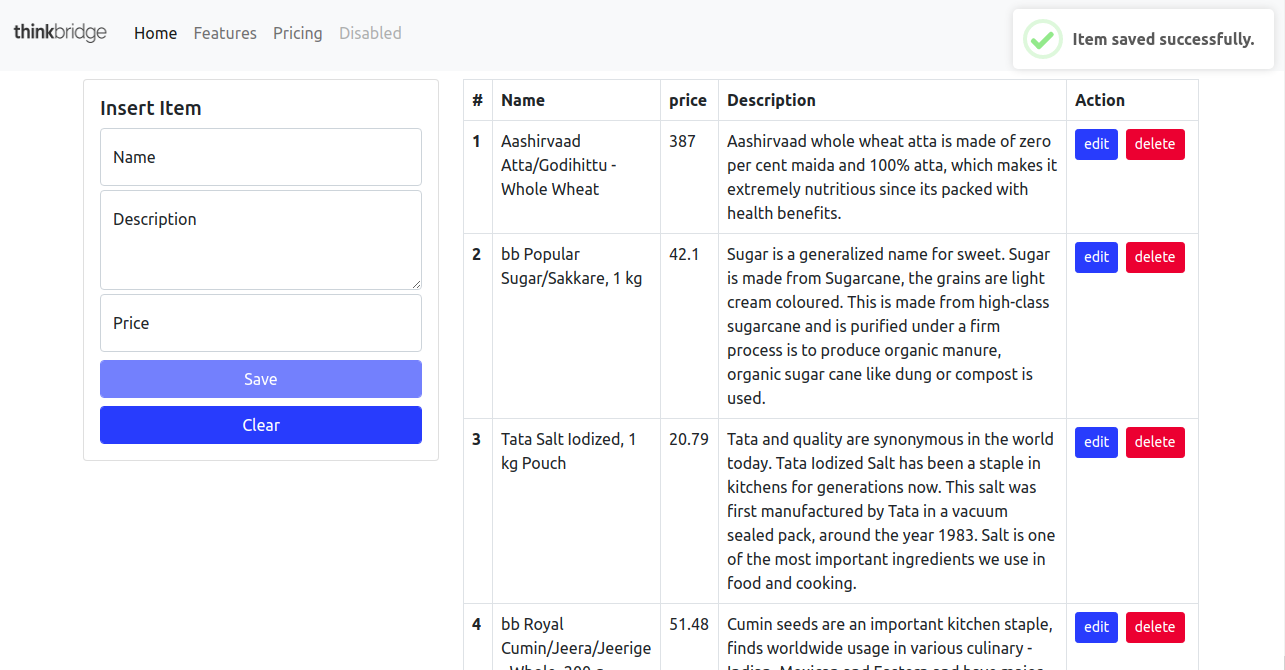 thinkbridge Home Features Pricing Disabled
Item saved successfully.
Insert Item
Name
Description
Price
Save
Clear
# Name price Description Action
1 Aashirvaad 387 Aashirvaad whole wheat atta is made of zero edit delete
Atta/Godihittu - per cent maida and 100% atta, which makes it
Whole Wheat extremely nutritious since its packed with
health benefits.
2 bb Popular 42.1 Sugar is a generalized name for sweet. Sugar edit delete
Sugar/Sakkare, 1 kg is made from Sugarcane, the grains are light
cream coloured. This is made from high-class
sugarcane and is purified under a firm
process is to produce organic manure,
organic sugar cane like dung or compost is
used.
3 Tata Salt Iodized, 1 20.79 Tata and quality are synonymous in the world edit delete
kg Pouch today. Tata Iodized Salt has been a staple in
kitchens for generations now. This salt was
first manufactured by Tata in a vacuum
sealed pack, around the year 1983. Salt is one
of the most important ingredients we use in
food and cooking.
4 bb Royal 51.48 Cumin seeds are an important kitchen staple, edit delete
Cumin/Jeera/Jeerige finds worldwide usage in various culinary -